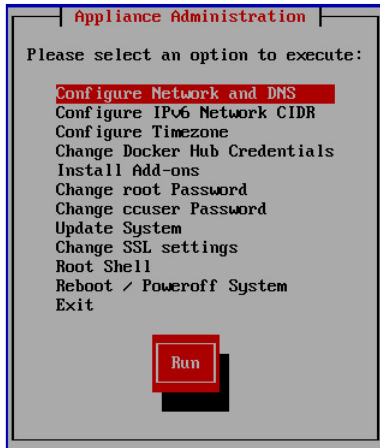 Appliance Administration
Please select an option to execute:
Configure Network and DNS
Configure IPv6 Network CIDR
Configure Timezone
Change Docker Hub Credentials
Install Add-ons
Change root Password
Change ccuser Password
Update System
Change SSL settings
Root Shell
Reboot / Poweroff System
Exit
Run